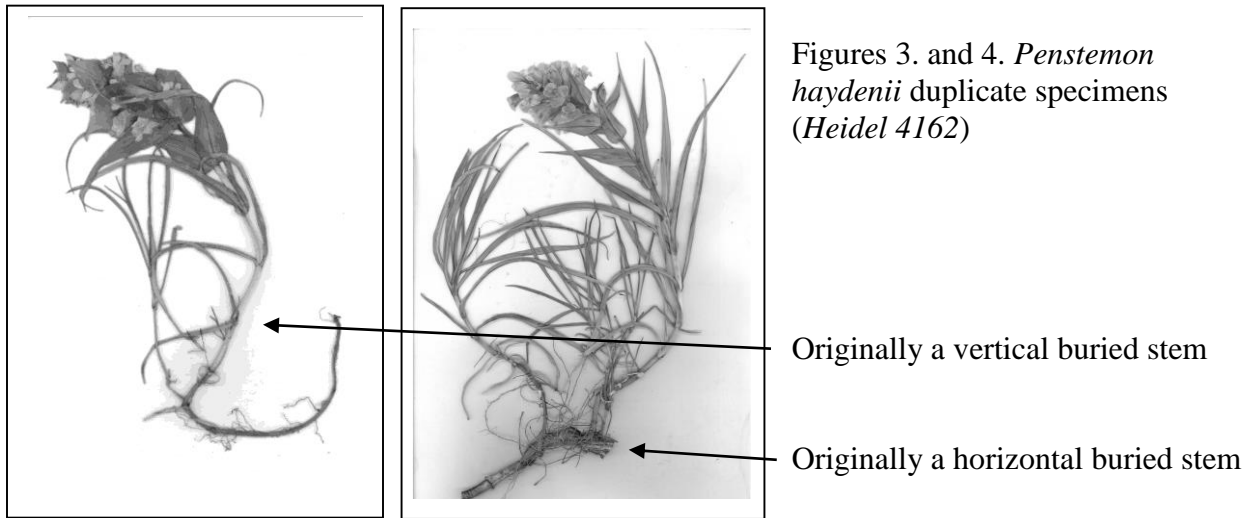 Figures 3. and 4. Penstemon
haydenii duplicate specimens
(Heidel 4162)
Originally a vertical buried stem
Originally a horizontal buried stem